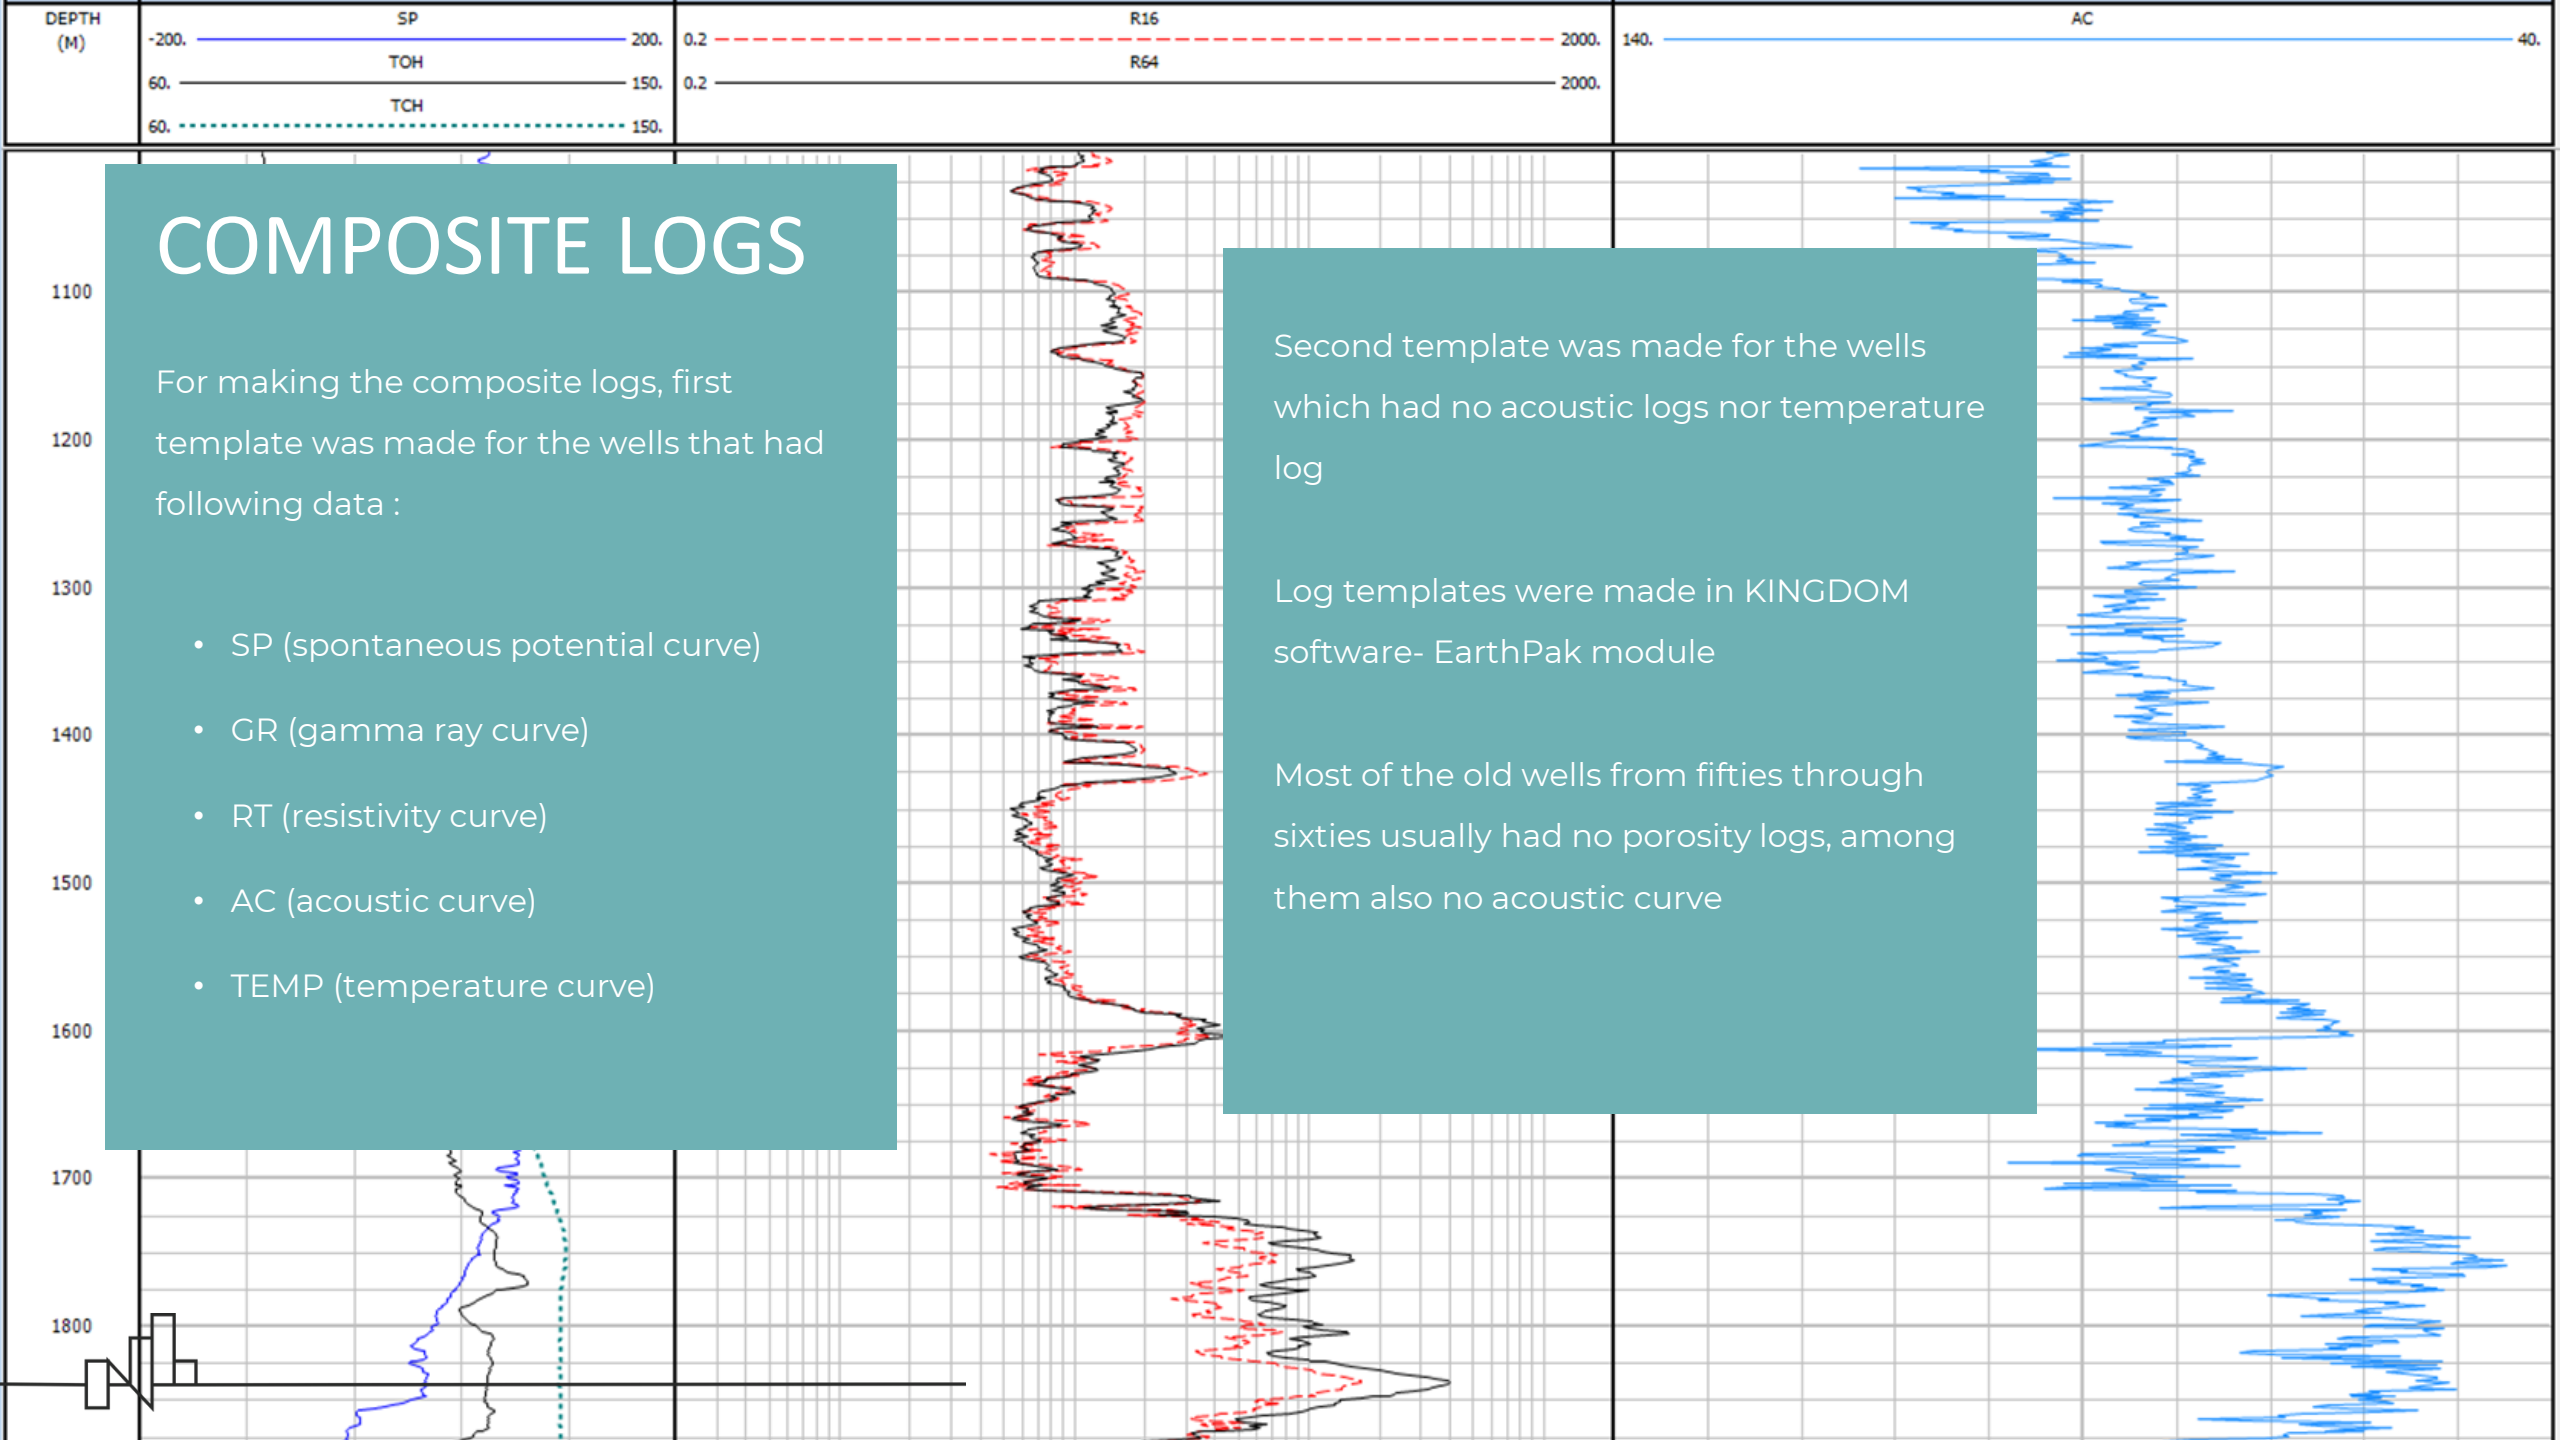 DEPTH
(M)
SP
-200. 200.
TOH
60. 150.
TCH
60. 150.
R16
0.2 2000.
R64
0.2 2000.
AC
140. 40.
COMPOSITE LOGS
For making the composite logs, first
template was made for the wells that had
following data :
• SP (spontaneous potential curve)
• GR (gamma ray curve)
• RT (resistivity curve)
• AC (acoustic curve)
• TEMP (temperature curve)
Second template was made for the wells
which had no acoustic logs nor temperature
log
Log templates were made in KINGDOM
software- EarthPak module
Most of the old wells from fifties through
sixties usually had no porosity logs, among
them also no acoustic curve
1100
1200
1300
1400
1500
1600
1700
1800